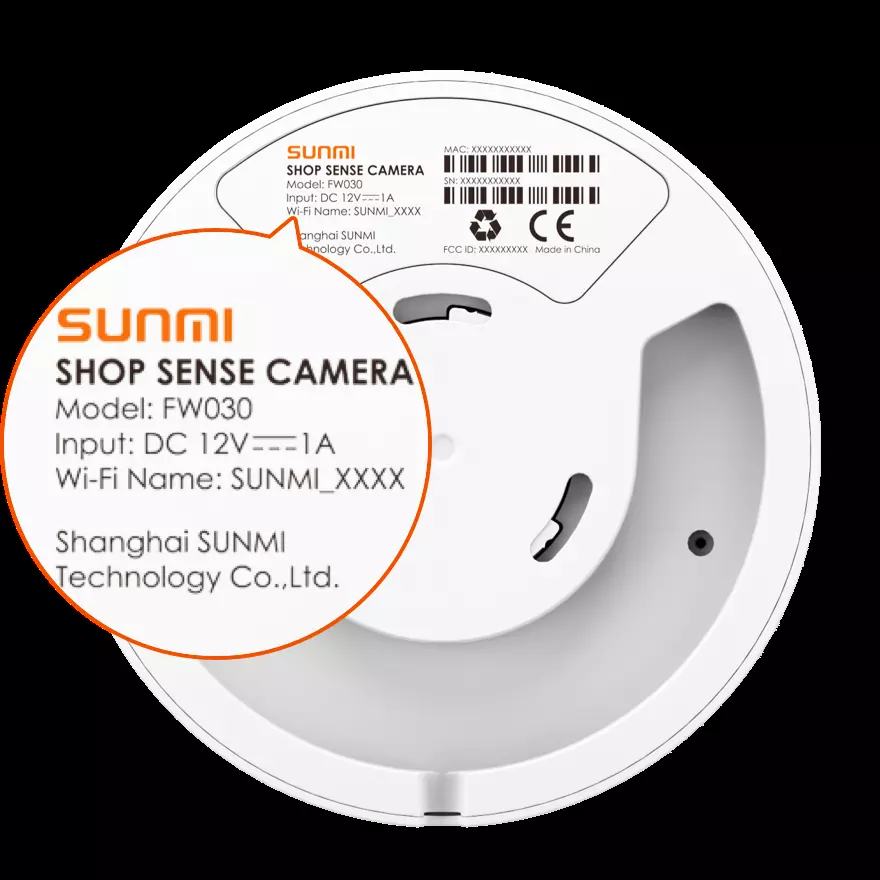 SUNMI
SHOP SENSE CAMERA
Model: FW030
Input: DC 12V⎓1A
Wi-Fi Name: SUNMI_XXXX
Shanghai SUNMI
Technology Co.,Ltd.
MAC: XXXXXXXXXXX
SN: XXXXXXXXXXX
CE
FCC ID: XXXXXXXXX Made in China
SUNMI
SHOP SENSE CAMERA
Model: FW030
Input: DC 12V⎓1A
Wi-Fi Name: SUNMI_XXXX
Shanghai SUNMI
Technology Co.,Ltd.